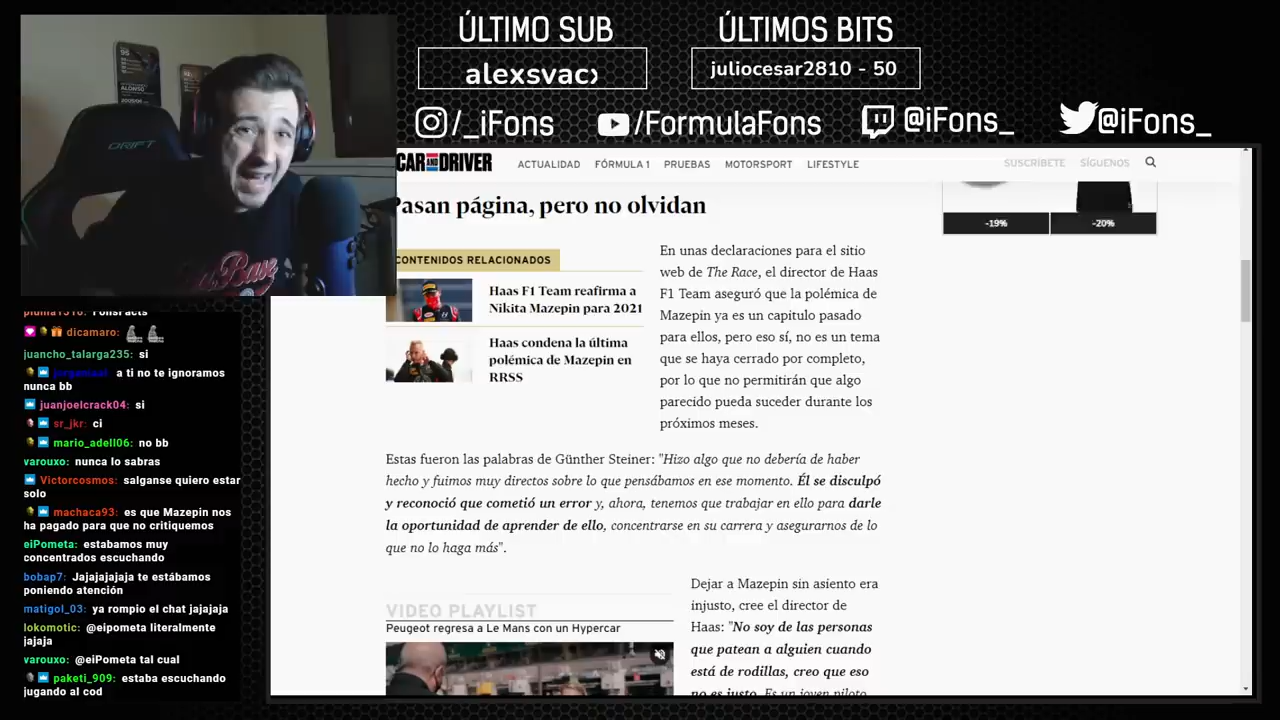 ÚLTIMO SUB
alexsvac
ÚLTIMOS BITS
juliocesar2810 - 50
/_iFons
/FormulaFons
@iFons_
@iFons_
CAR AND DRIVER
ACTUALIDAD
FÓRMULA 1
PRUEBAS
MOTORSPORT
LIFESTYLE
SUSCRÍBETE
SÍGUENOS
Pasan página, pero no olvidan
-19%
-20%
CONTENIDOS RELACIONADOS
Haas F1 Team reafirma a
Nikita Mazepin para 2021
Haas condena la última
polémica de Mazepin en
RRSS
En unas declaraciones para el sitio
web de The Race, el director de Haas
F1 Team aseguró que la polémica de
Mazepin ya es un capítulo pasado
para ellos, pero eso sí, no es un tema
que se haya cerrado por completo,
por lo que no permitirán que algo
parecido pueda suceder durante los
próximos meses.
Estas fueron las palabras de Günther Steiner: "Hizo algo que no debería de haber
hecho y fuimos muy directos sobre lo que pensábamos en ese momento. Él se disculpó
y reconoció que cometió un error y, ahora, tenemos que trabajar en ello para darle
la oportunidad de aprender de ello, concentrarse en su carrera y asegurarnos de lo
que no lo haga más".
VIDEO PLAYLIST
Peugeot regresa a Le Mans con un Hypercar
Dejar a Mazepin sin asiento era
injusto, cree el director de
Haas: "No soy de las personas
que patean a alguien cuando
está de rodillas, creo que eso
no es justo. Es un joven piloto
DRIFT
ALONSO
dicamaro:
juancho_talarga235: si
a ti no te ignoramos
nunca bb
juanjoelcrack04: si
sr_jkr: ci
mario_adell06: no bb
varouxo: nunca lo sabras
Victorcosmos: salganse quiero estar
solo
machaca93: es que Mazepin nos
ha pagado para que no critiquemos
eiPometa: estabamos muy
concentrados escuchando
bobap7: Jajajajajaja te estábamos
poniendo atención
matigol_03: ya rompio el chat jajajaja
lokomotic: @eipometa literalmente
jajaja
varouxo: @eiPometa tal cual
paketi_909: estaba escuchando
jugando al cod